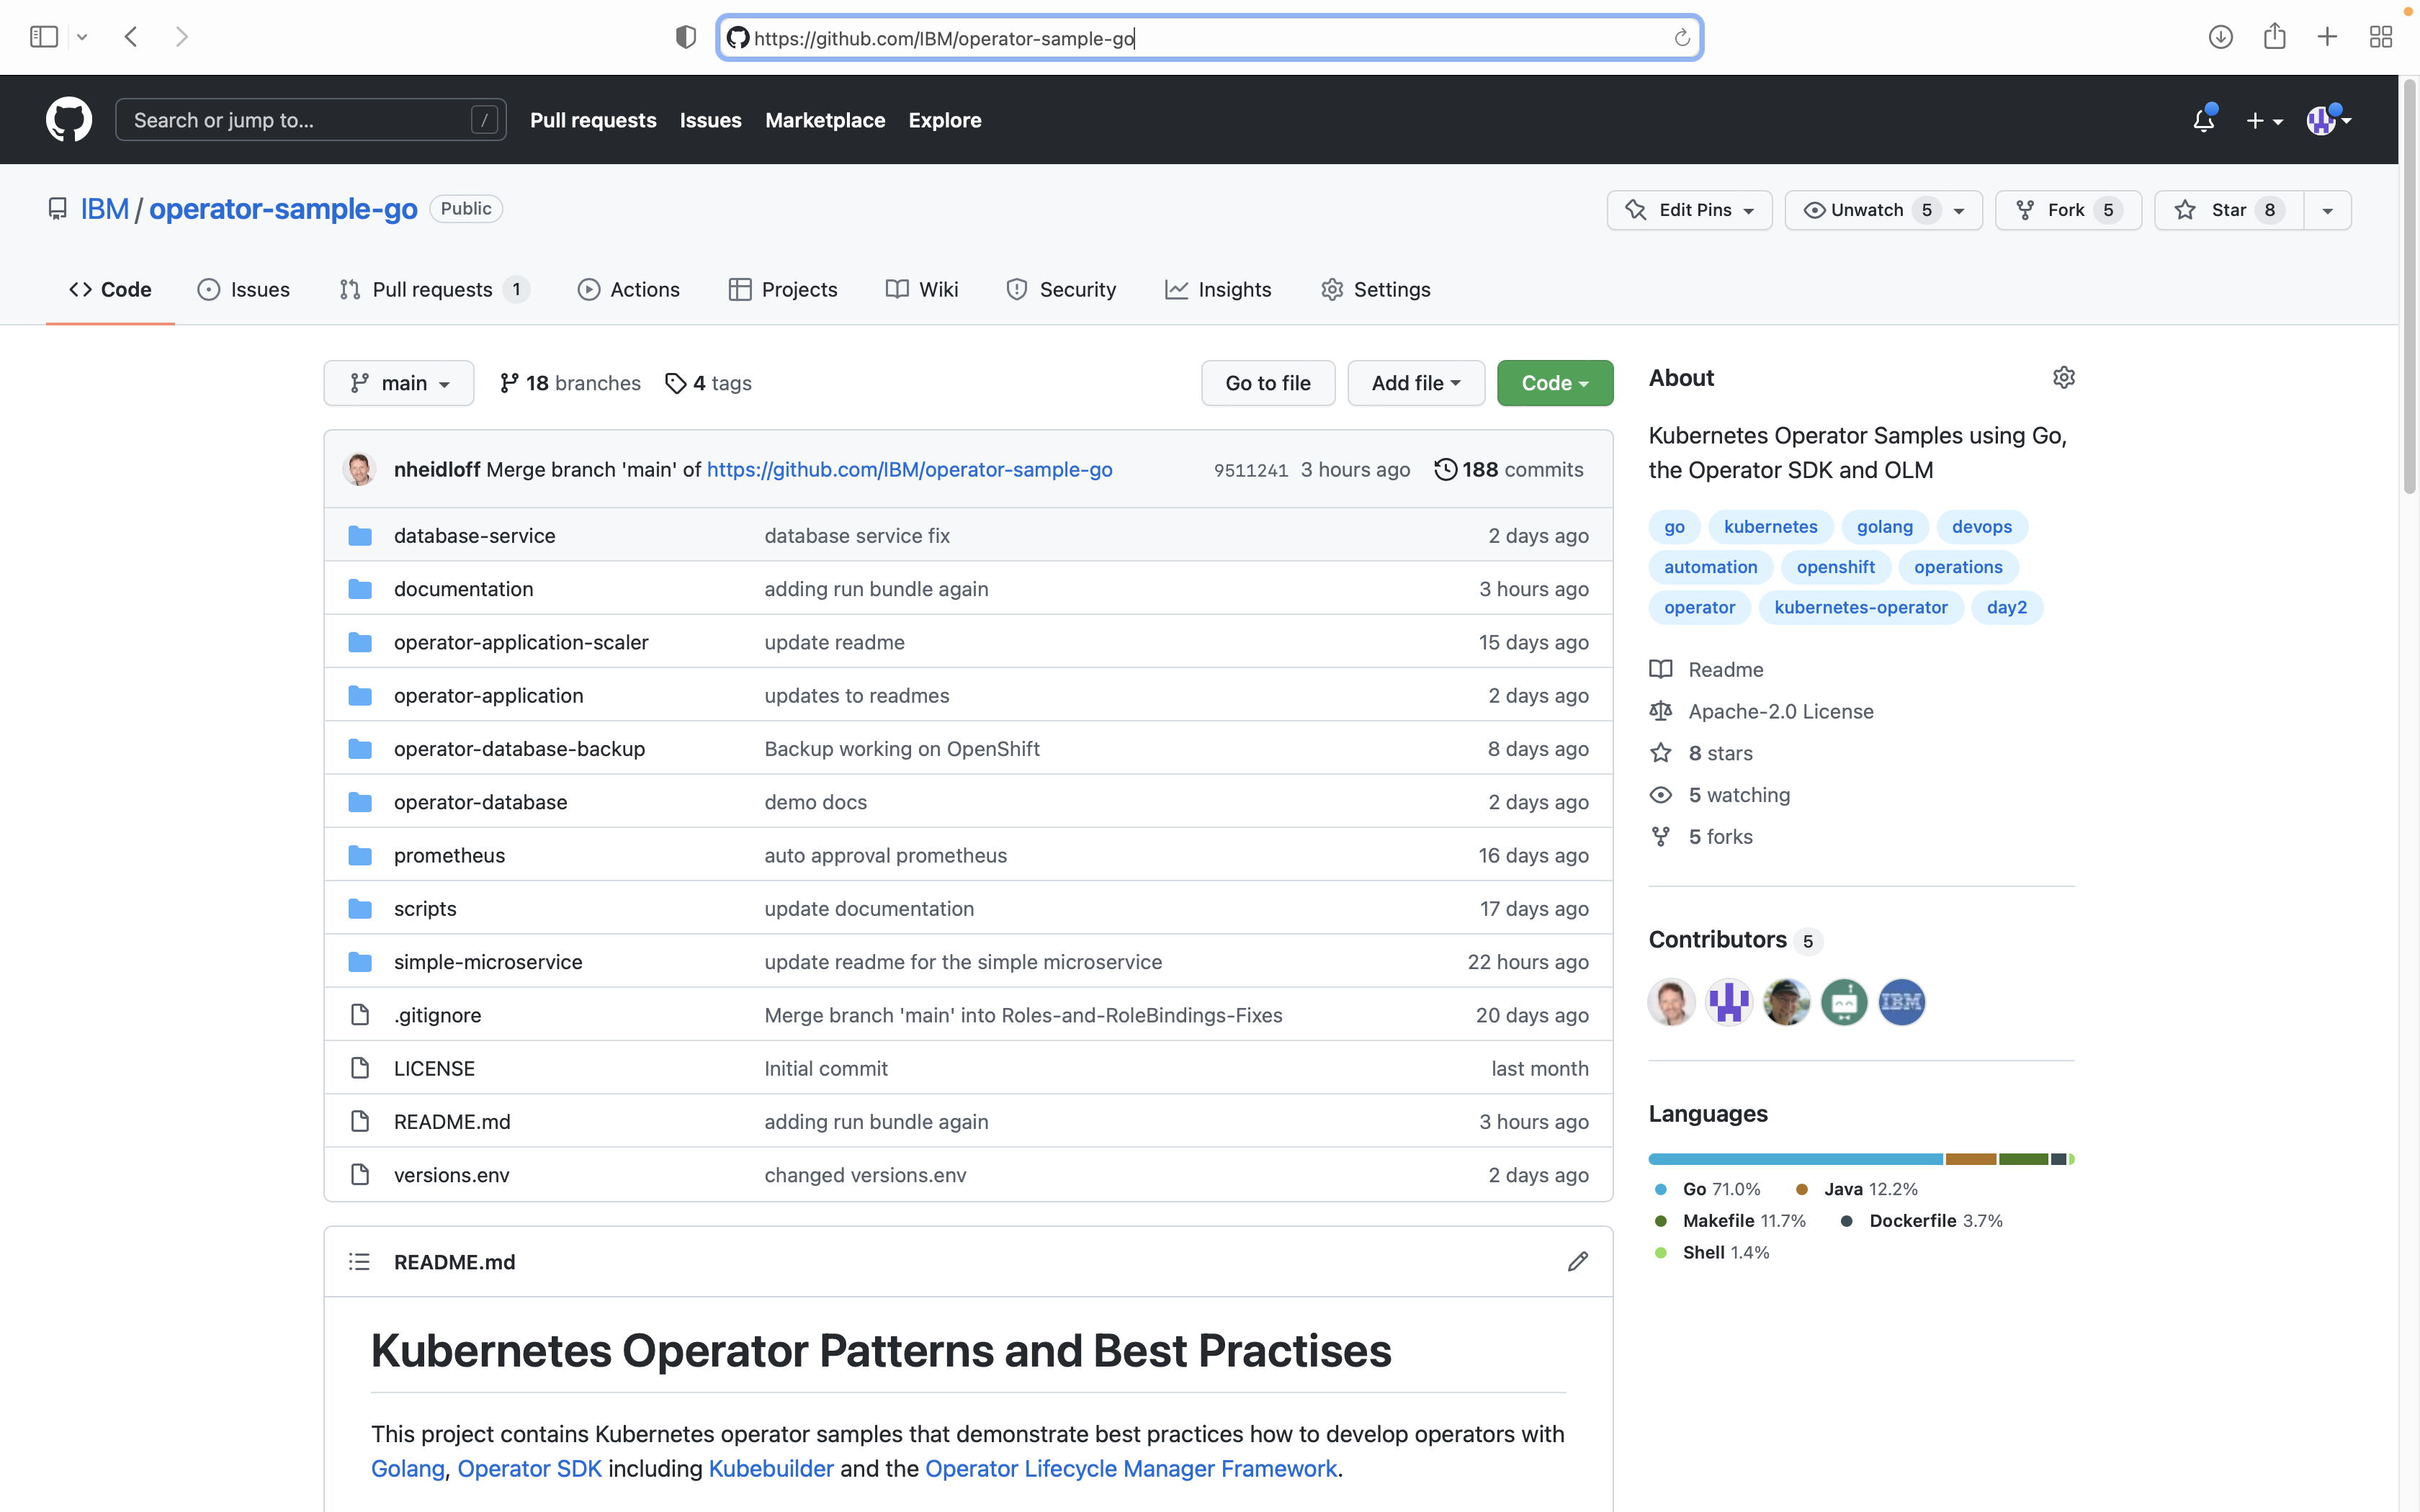 https://github.com/IBM/operator-sample-go
Search or jump to... /
Pull requests Issues Marketplace Explore
IBM / operator-sample-go Public
Edit Pins Unwatch 5 Fork 5 Star 8
Code Issues Pull requests 1 Actions Projects Wiki Security Insights Settings
main 18 branches 4 tags Go to file Add file Code
nheidloff Merge branch 'main' of https://github.com/IBM/operator-sample-go 9511241 3 hours ago 188 commits
database-service database service fix 2 days ago
documentation adding run bundle again 3 hours ago
operator-application-scaler update readme 15 days ago
operator-application updates to readmes 2 days ago
operator-database-backup Backup working on OpenShift 8 days ago
operator-database demo docs 2 days ago
prometheus auto approval prometheus 16 days ago
scripts update documentation 17 days ago
simple-microservice update readme for the simple microservice 22 hours ago
.gitignore Merge branch 'main' into Roles-and-RoleBindings-Fixes 20 days ago
LICENSE Initial commit last month
README.md adding run bundle again 3 hours ago
versions.env changed versions.env 2 days ago
README.md
Kubernetes Operator Patterns and Best Practises
This project contains Kubernetes operator samples that demonstrate best practices how to develop operators with
Golang, Operator SDK including Kubebuilder and the Operator Lifecycle Manager Framework.
About
Kubernetes Operator Samples using Go,
the Operator SDK and OLM
go kubernetes golang devops
automation openshift operations
operator kubernetes-operator day2
Readme
Apache-2.0 License
8 stars
5 watching
5 forks
Contributors 5
IBM
Languages
Go 71.0% Java 12.2%
Makefile 11.7% Dockerfile 3.7%
Shell 1.4%